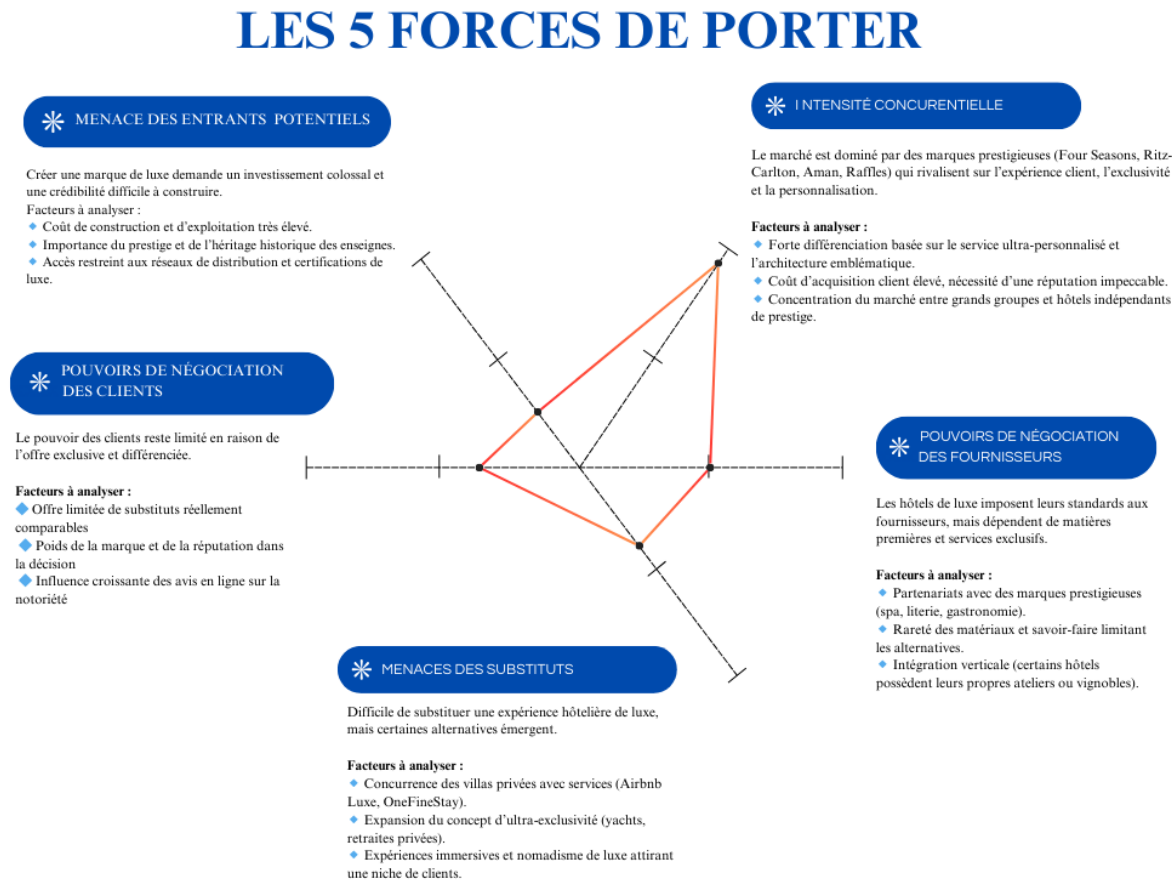 LES 5 FORCES DE PORTER
MENACE DES ENTRANTS POTENTIELS
Créer une marque de luxe demande un investissement colossal et
une crédibilité difficile à construire.
Facteurs à analyser :
Coût de construction et d'exploitation très élevé.
Importance du prestige et de l'héritage historique des enseignes.
Accès restreint aux réseaux de distribution et certifications de
luxe.
I NTENSITÉ CONCURENTIELLE
Le marché est dominé par des marques prestigieuses (Four Seasons, Ritz-
Carlton, Aman, Raffles) qui rivalisent sur l'expérience client, l'exclusivité
et la personnalisation.
Facteurs à analyser :
Forte différenciation basée sur le service ultra-personnalisé et
l'architecture emblématique.
Coût d'acquisition client élevé, nécessité d'une réputation impeccable.
Concentration du marché entre grands groupes et hôtels indépendants
de prestige.
POUVOIRS DE NÉGOCIATION
DES CLIENTS
Le pouvoir des clients reste limité en raison de
l'offre exclusive et différenciée.
Facteurs à analyser :
Offre limitée de substituts réellement
comparables
Poids de la marque et de la réputation dans
la décision
Influence croissante des avis en ligne sur la
notoriété
POUVOIRS DE NÉGOCIATION
DES FOURNISSEURS
Les hôtels de luxe imposent leurs standards aux
fournisseurs, mais dépendent de matières
premières et services exclusifs.
Facteurs à analyser :
Partenariats avec des marques prestigieuses
(spa, literie, gastronomie).
Rareté des matériaux et savoir-faire limitant
les alternatives.
Intégration verticale (certains hôtels
possèdent leurs propres ateliers ou vignobles).
MENACES DES SUBSTITUTS
Difficile de substituer une expérience hôtelière de luxe,
mais certaines alternatives émergent.
Facteurs à analyser :
Concurrence des villas privées avec services (Airbnb
Luxe, OneFineStay).
Expansion du concept d'ultra-exclusivité (yachts,
retraites privées).
Expériences immersives et nomadisme de luxe attirant
une niche de clients.